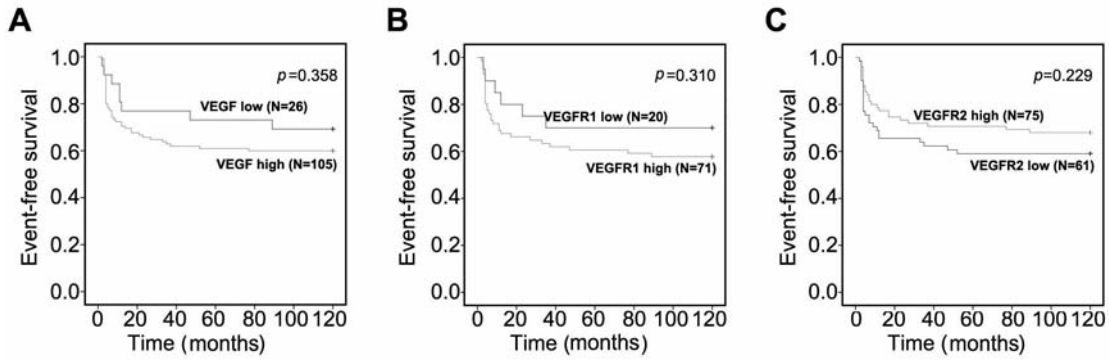 A
Event-free survival
1.0
0.8
0.6
0.4
0.2
0.0
p=0.358
VEGF low (N=26)
VEGF high (N=105)
0 20 40 60 80 100 120
Time (months)
B
Event-free survival
1.0
0.8
0.6
0.4
0.2
0.0
p=0.310
VEGFR1 low (N=20)
VEGFR1 high (N=71)
0 20 40 60 80 100 120
Time (months)
C
Event-free survival
1.0
0.8
0.6
0.4
0.2
0.0
p=0.229
VEGFR2 high (N=75)
VEGFR2 low (N=61)
0 20 40 60 80 100 120
Time (months)